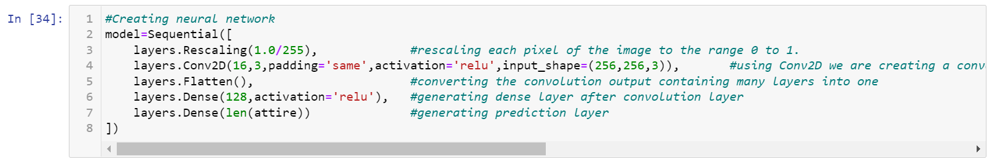 In [34]:
1 #Creating neural network
2 model=Sequential([
3     layers.Rescaling(1.0/255),             #rescaling each pixel of the image to the range 0 to 1.
4     layers.Conv2D(16,3,padding='same',activation='relu',input_shape=(256,256,3)),       #using Conv2D we are creating a conv
5     layers.Flatten(),                      #converting the convolution output containing many layers into one
6     layers.Dense(128,activation='relu'),   #generating dense layer after convolution layer
7     layers.Dense(len(attire))              #generating prediction layer
8 ])